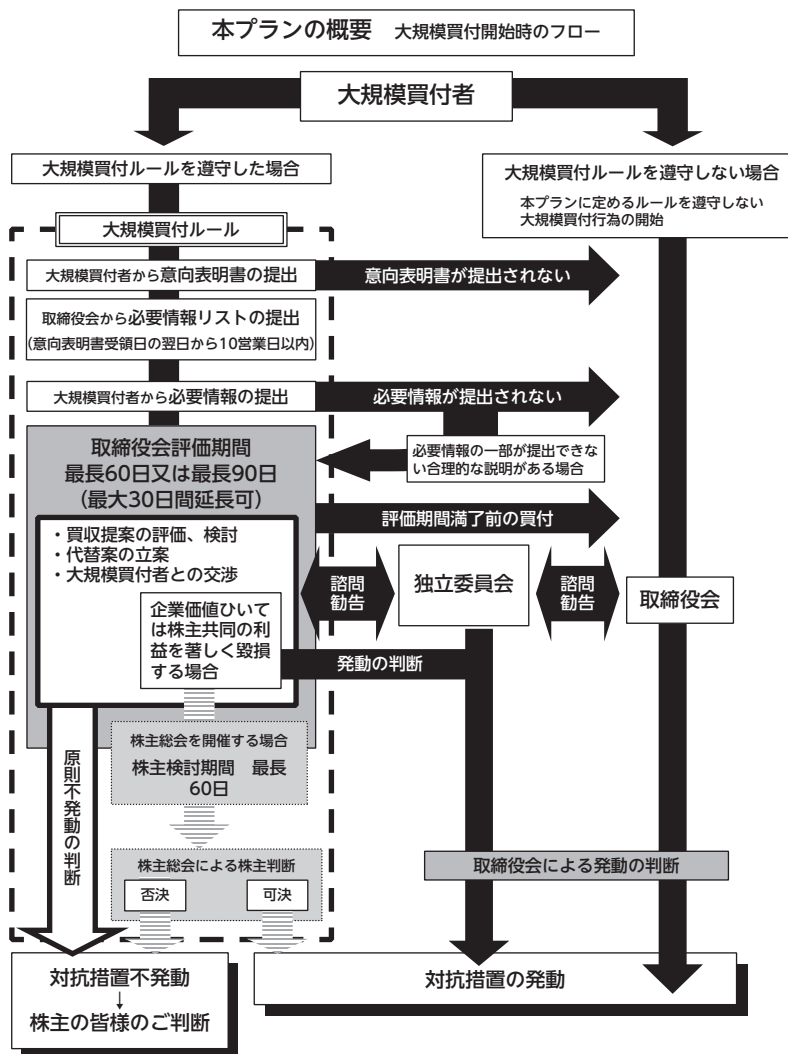 本プランの概要 大規模買付開始時のフロー
大規模買付者
大規模買付ルールを遵守した場合
大規模買付ルールを遵守しない場合
本プランに定めるルールを遵守しない
大規模買付行為の開始
大規模買付ルール
大規模買付者から意向表明書の提出
意向表明書が提出されない
取締役会から必要情報リストの提出
(意向表明書受領日の翌日から10営業日以内)
大規模買付者から必要情報の提出
必要情報が提出されない
必要情報の一部が提出できな
い合理的な説明がある場合
取締役会評価期間
最長60日又は最長90日
(最大30日間延長可)
評価期間満了前の買付
・買収提案の評価、検討
・代替案の立案
・大規模買付者との交渉
諮問
勧告
独立委員会
諮問
勧告
取締役会
企業価値ひいて
は株主共同の利
益を著しく毀損
する場合
発動の判断
原則不発動の判断
株主総会を開催する場合
株主検討期間 最長
60日
株主総会による株主判断
否決
可決
取締役会による発動の判断
対抗措置不発動
↓
株主の皆様のご判断
対抗措置の発動